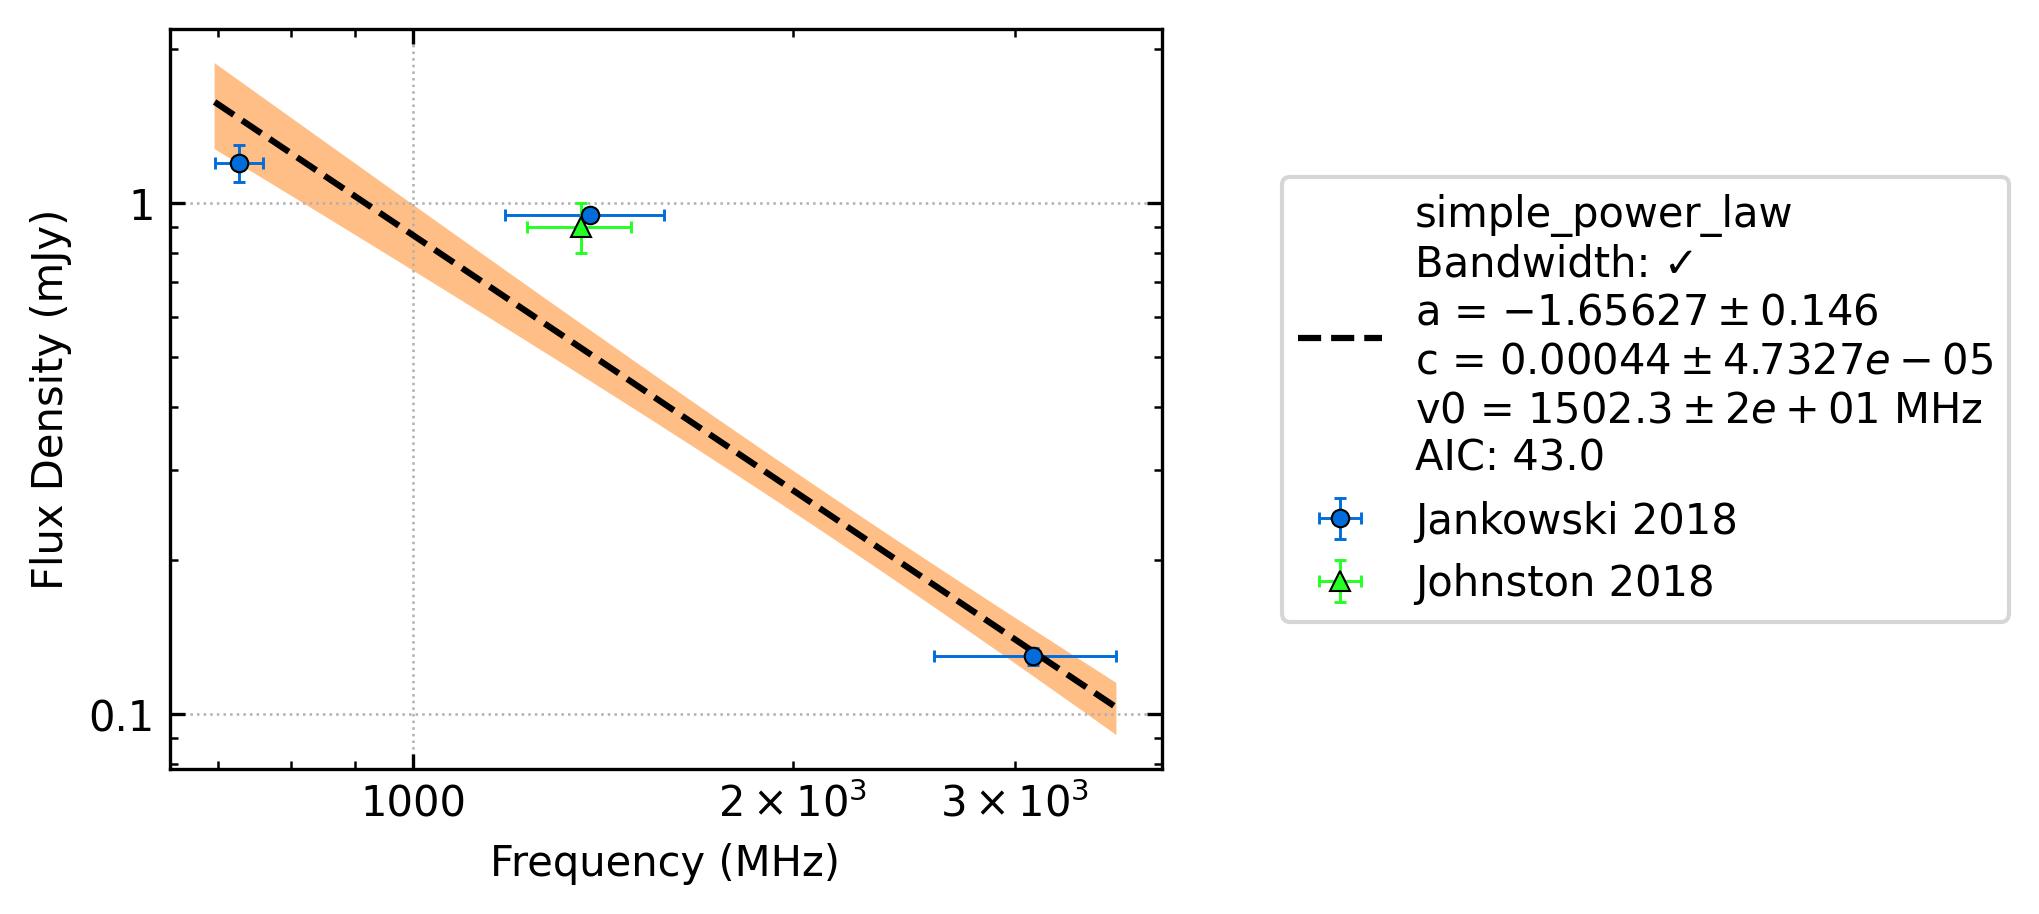 1
0.1
Flux Density (mJy)
1000
2 × 10³
3 × 10³
Frequency (MHz)
simple_power_law
Bandwidth: ✓
a = −1.65627 ± 0.146
c = 0.00044 ± 4.7327e − 05
v0 = 1502.3 ± 2e + 01 MHz
AIC: 43.0
Jankowski 2018
Johnston 2018